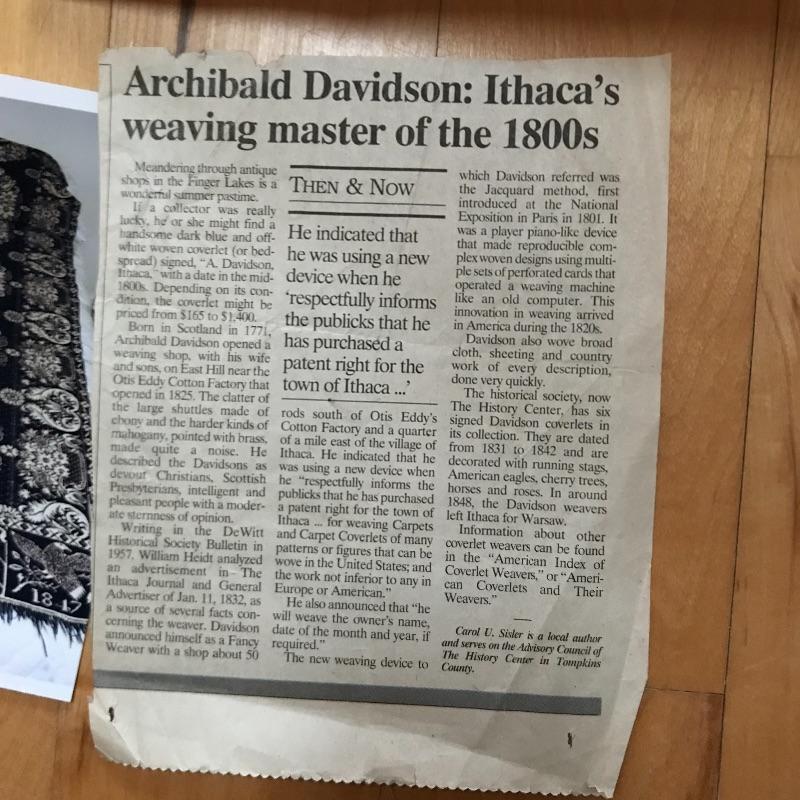 Archibald Davidson: Ithaca's
weaving master of the 1800s
Meandering through antique
shops in the Finger Lakes is a
wonderful summer pastime.
If a collector was really
lucky, he or she might find a
handsome dark blue and off-
white woven coverlet (or bed-
spread) signed, "A. Davidson,
Ithaca," with a date in the mid-
1800s. Depending on its con-
dition, the coverlet might be
priced from $165 to $1,400.
Born in Scotland in 1771,
Archibald Davidson opened a
weaving shop, with his wife
and sons, on East Hill near the
Otis Eddy Cotton Factory that
opened in 1825. The clatter of
the large shuttles made of
ebony and the harder kinds of
mahogany, pointed with brass,
made quite a noise. He
described the Davidsons as
devout Christians, Scottish
Presbyterians, intelligent and
pleasant people with a moder-
ate sternness of opinion.
Writing in the DeWitt
Historical Society Bulletin in
1957, William Heidt analyzed
an advertisement in The
Ithaca Journal and General
Advertiser of Jan. 11, 1832, as
a source of several facts con-
cerning the weaver. Davidson
announced himself as a Fancy
Weaver with a shop about 50
THEN & NOW
He indicated that
he was using a new
device when he
'respectfully informs
the publicks that he
has purchased a
patent right for the
town of Ithaca ...'
rods south of Otis Eddy's
Cotton Factory and a quarter
of a mile east of the village of
Ithaca. He indicated that he
was using a new device when
he "respectfully informs the
publicks that he has purchased
a patent right for the town of
Ithaca ... for weaving Carpets
and Carpet Coverlets of many
patterns or figures that can be
wove in the United States; and
the work not inferior to any in
Europe or American."
He also announced that "he
will weave the owner's name,
date of the month and year, if
required."
The new weaving device to
which Davidson referred was
the Jacquard method, first
introduced at the National
Exposition in Paris in 1801. It
was a player piano-like device
that made reproducible com-
plex woven designs using multi-
ple sets of perforated cards that
operated a weaving machine
like an old computer. This
innovation in weaving arrived
in America during the 1820s.
Davidson also wove broad
cloth, sheeting and country
work of every description,
done very quickly.
The historical society, now
The History Center, has six
signed Davidson coverlets in
its collection. They are dated
from 1831 to 1842 and are
decorated with running stags,
American eagles, cherry trees,
horses and roses. In around
1848, the Davidson weavers
left Ithaca for Warsaw.
Information about other
coverlet weavers can be found
in the "American Index of
Coverlet Weavers," or "Ameri-
can Coverlets and Their
Weavers."
Carol U. Sisler is a local author
and serves on the Advisory Council of
The History Center in Tompkins
County.
1847